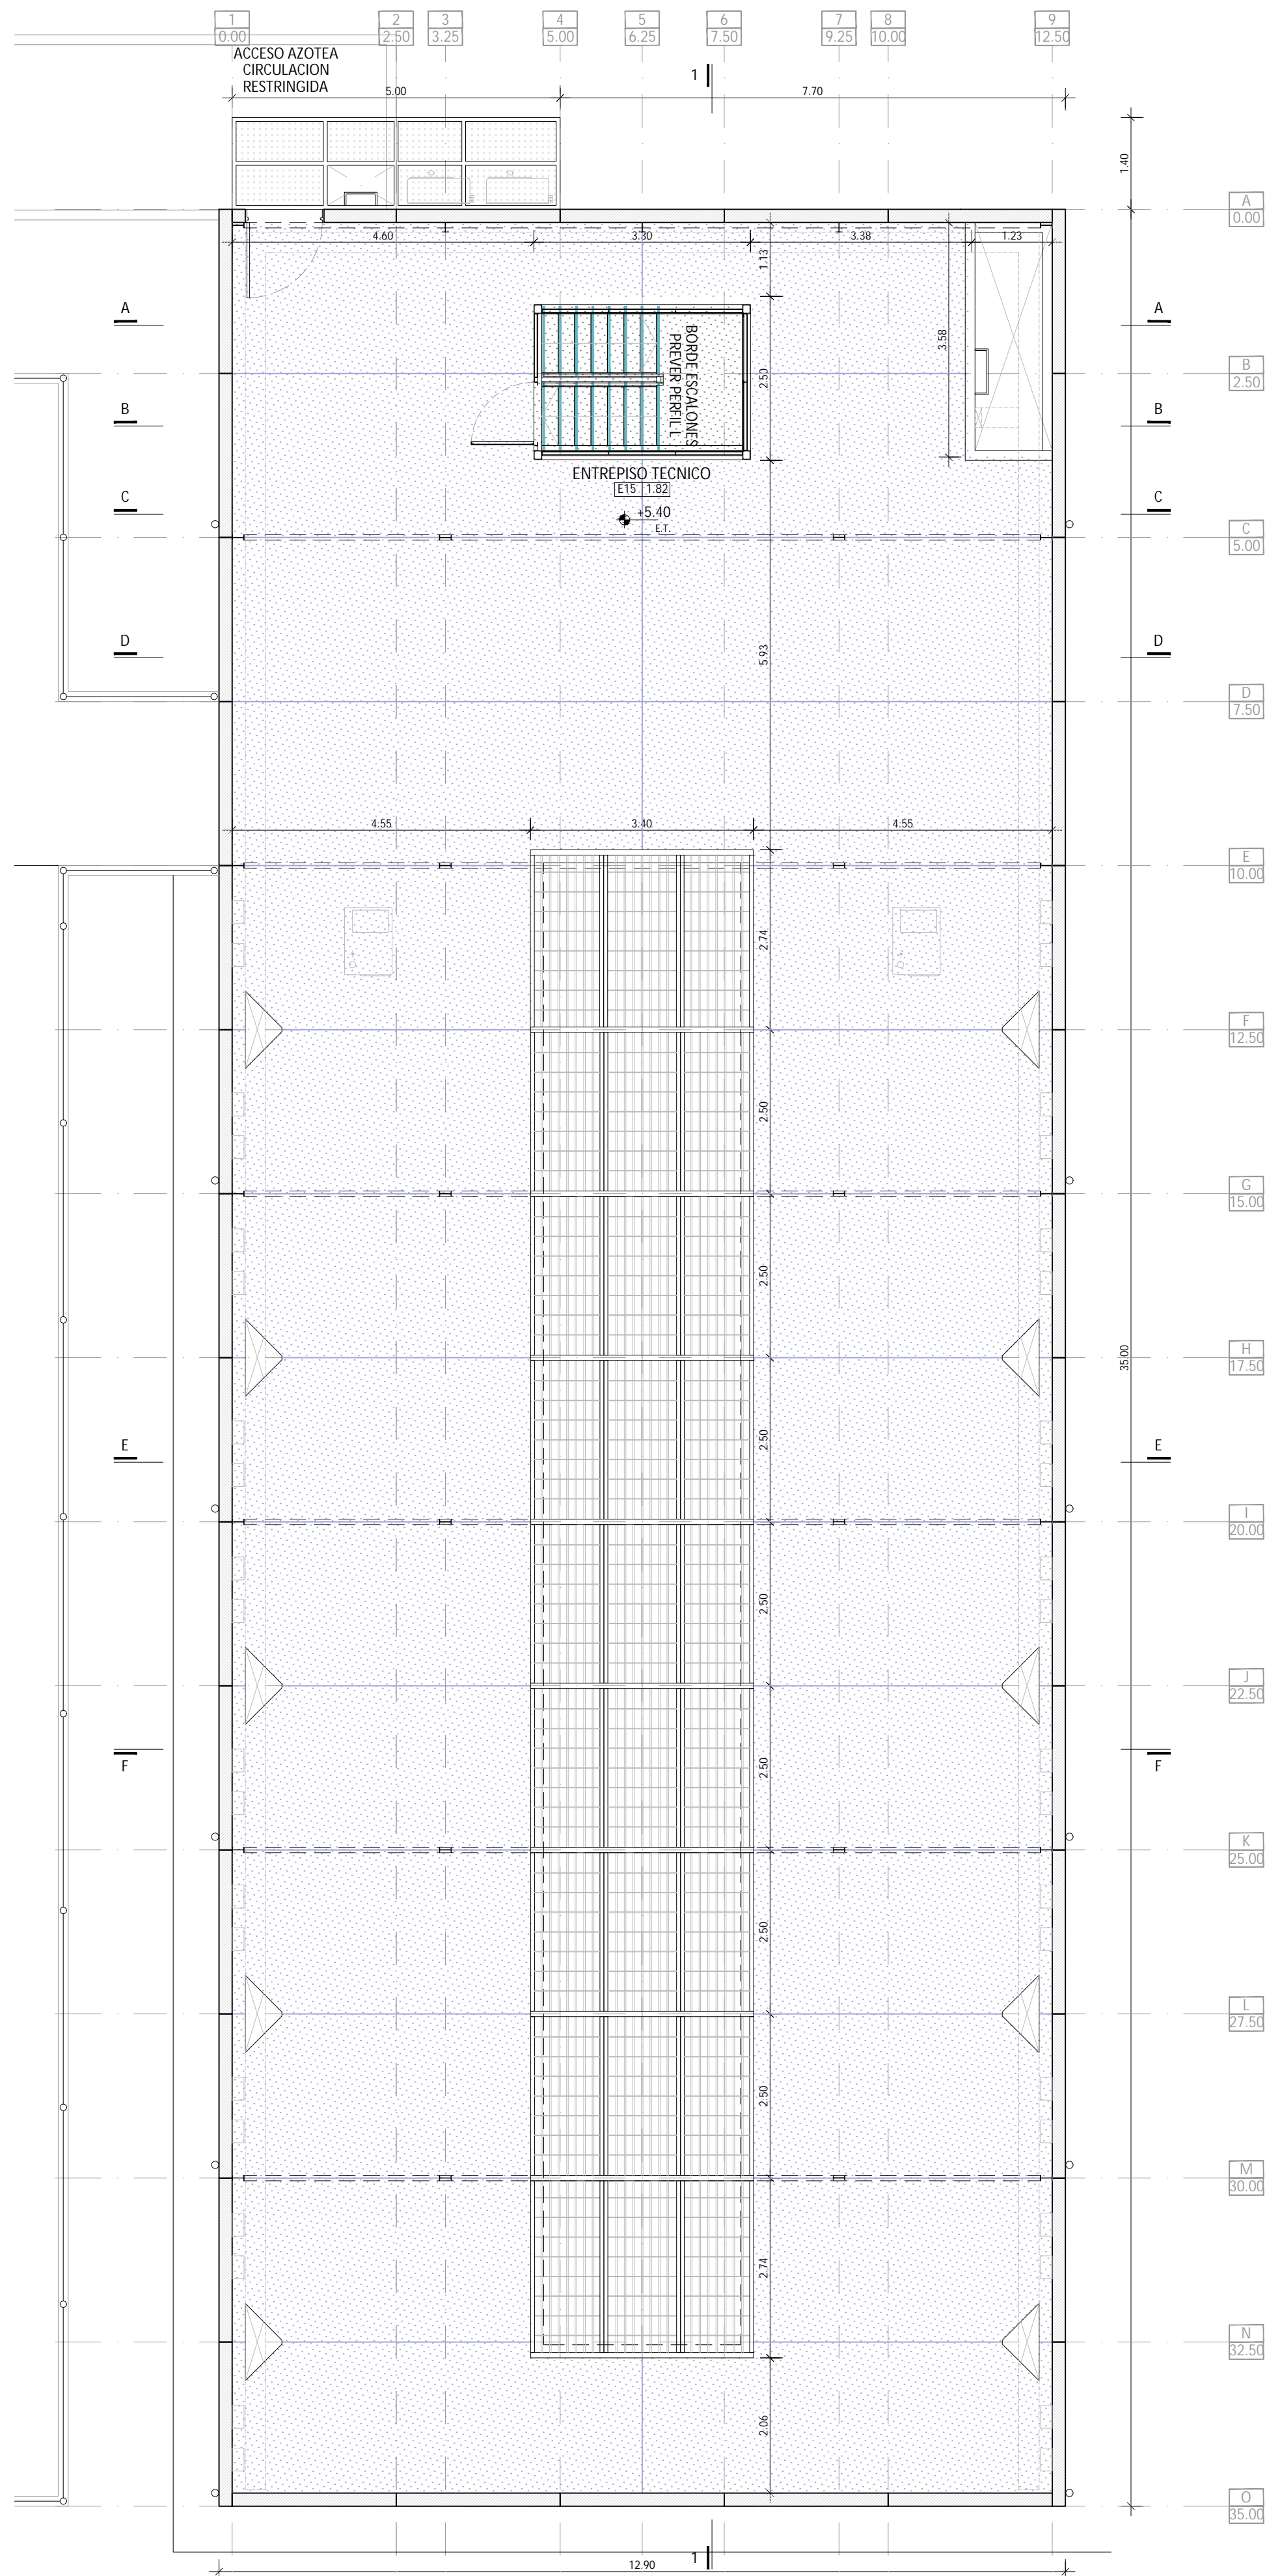 1 2 3 4 5 6 7 8 9
0.00 2.50 3.25 5.00 6.25 7.50 9.25 10.00 12.50
ACCESO AZOTEA
CIRCULACION
RESTRINGIDA
1
5.00 7.70
1.40
A
0.00
4.60 3.30 3.38 1.23
1.13
A A
3.58
BORDE ESCALONES
PREVER PERFIL L
2.50
B
2.50
B B
ENTREPISO TECNICO
E15 1.82
C C
+5.40
E.T.
C
5.00
D D
5.93
D
7.50
4.55 3.40 4.55
E
10.00
2.74
F
12.50
2.50
G
15.00
2.50
H
17.50
35.00
2.50
E E
I
20.00
2.50
J
22.50
2.50
F F
K
25.00
2.50
L
27.50
2.50
M
30.00
2.74
N
32.50
2.06
O
35.00
1
12.90